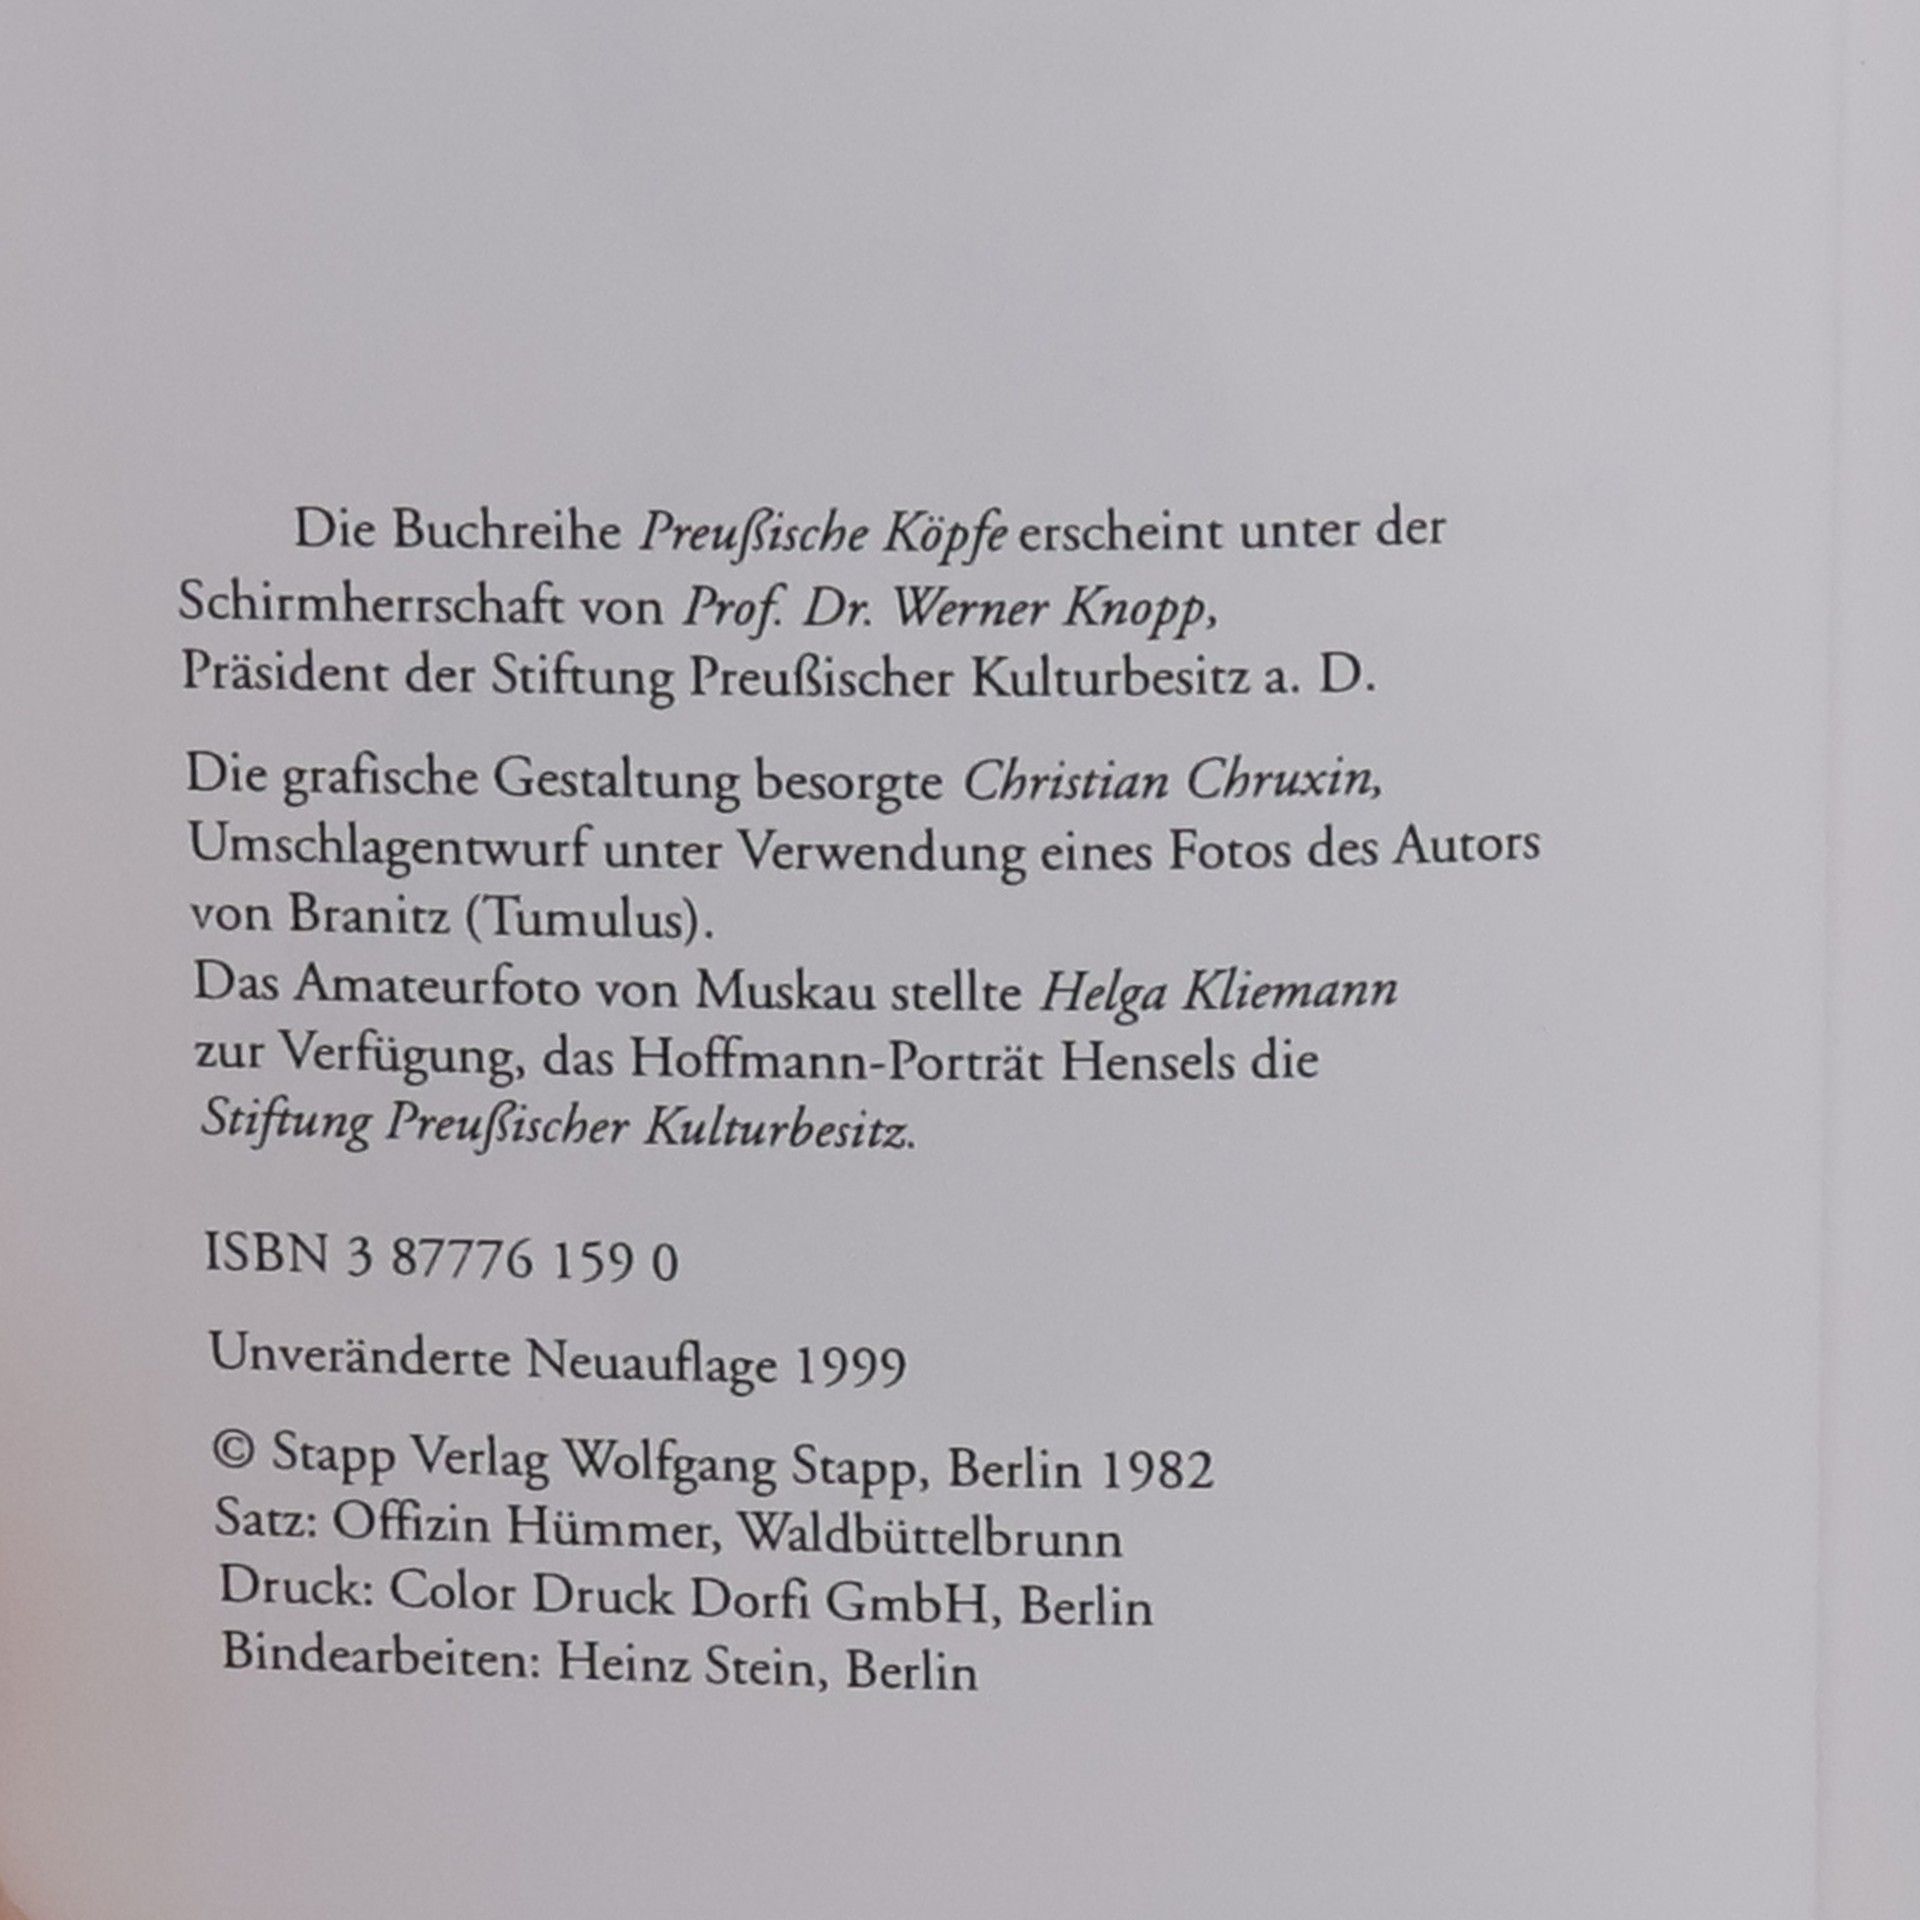 Die Buchreihe Preußische Köpfe erscheint unter der
Schirmherrschaft von Prof. Dr. Werner Knopp,
Präsident der Stiftung Preußischer Kulturbesitz a. D.
Die grafische Gestaltung besorgte Christian Chruxin,
Umschlagentwurf unter Verwendung eines Fotos des Autors
von Branitz (Tumulus).
Das Amateurfoto von Muskau stellte Helga Kliemann
zur Verfügung, das Hoffmann-Porträt Hensels die
Stiftung Preußischer Kulturbesitz.
ISBN 3 87776 159 0
Unveränderte Neuauflage 1999
© Stapp Verlag Wolfgang Stapp, Berlin 1982
Satz: Offizin Hümmer, Waldbüttelbrunn
Druck: Color Druck Dorfi GmbH, Berlin
Bindearbeiten: Heinz Stein, Berlin